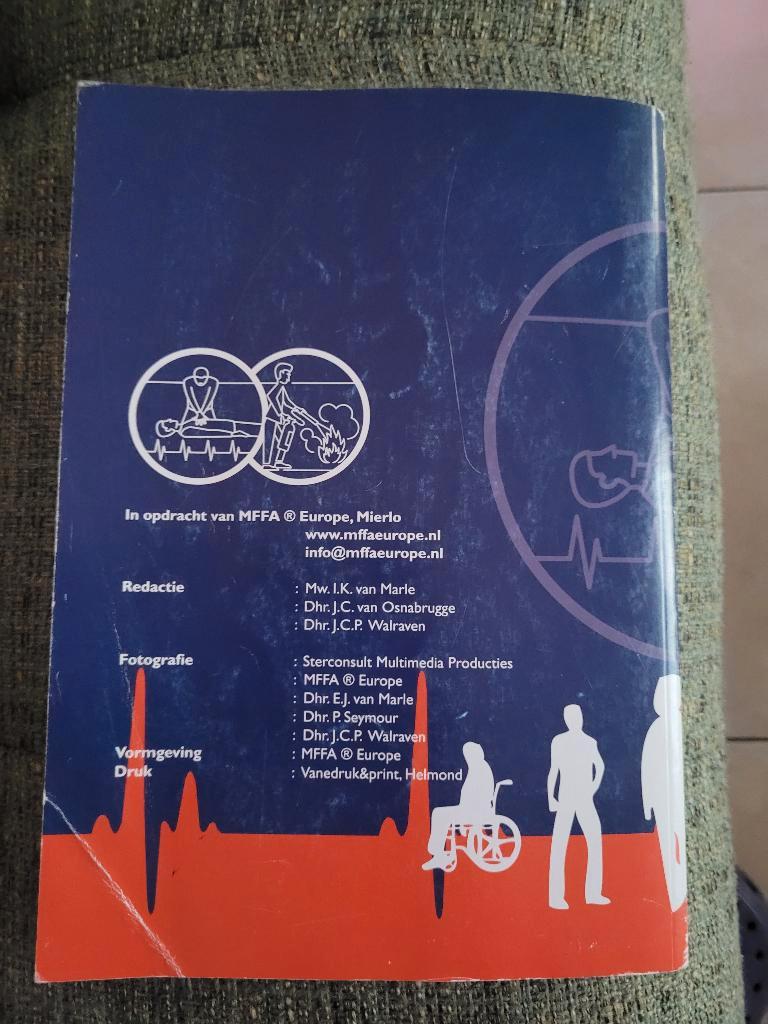 In opdracht van MFFA ® Europe, Mierlo
www.mffaeurope.nl
info@mffaeurope.nl
Redactie : Mw. I.K. van Marle
: Dhr. J.C. van Osnabrugge
: Dhr. J.C.P. Walraven
Fotografie : Sterconsult Multimedia Producties
: MFFA ® Europe
: Dhr. E.J. van Marle
: Dhr. P. Seymour
: Dhr. J.C.P. Walraven
Vormgeving : MFFA ® Europe
Druk : Vanedruk&print, Helmond